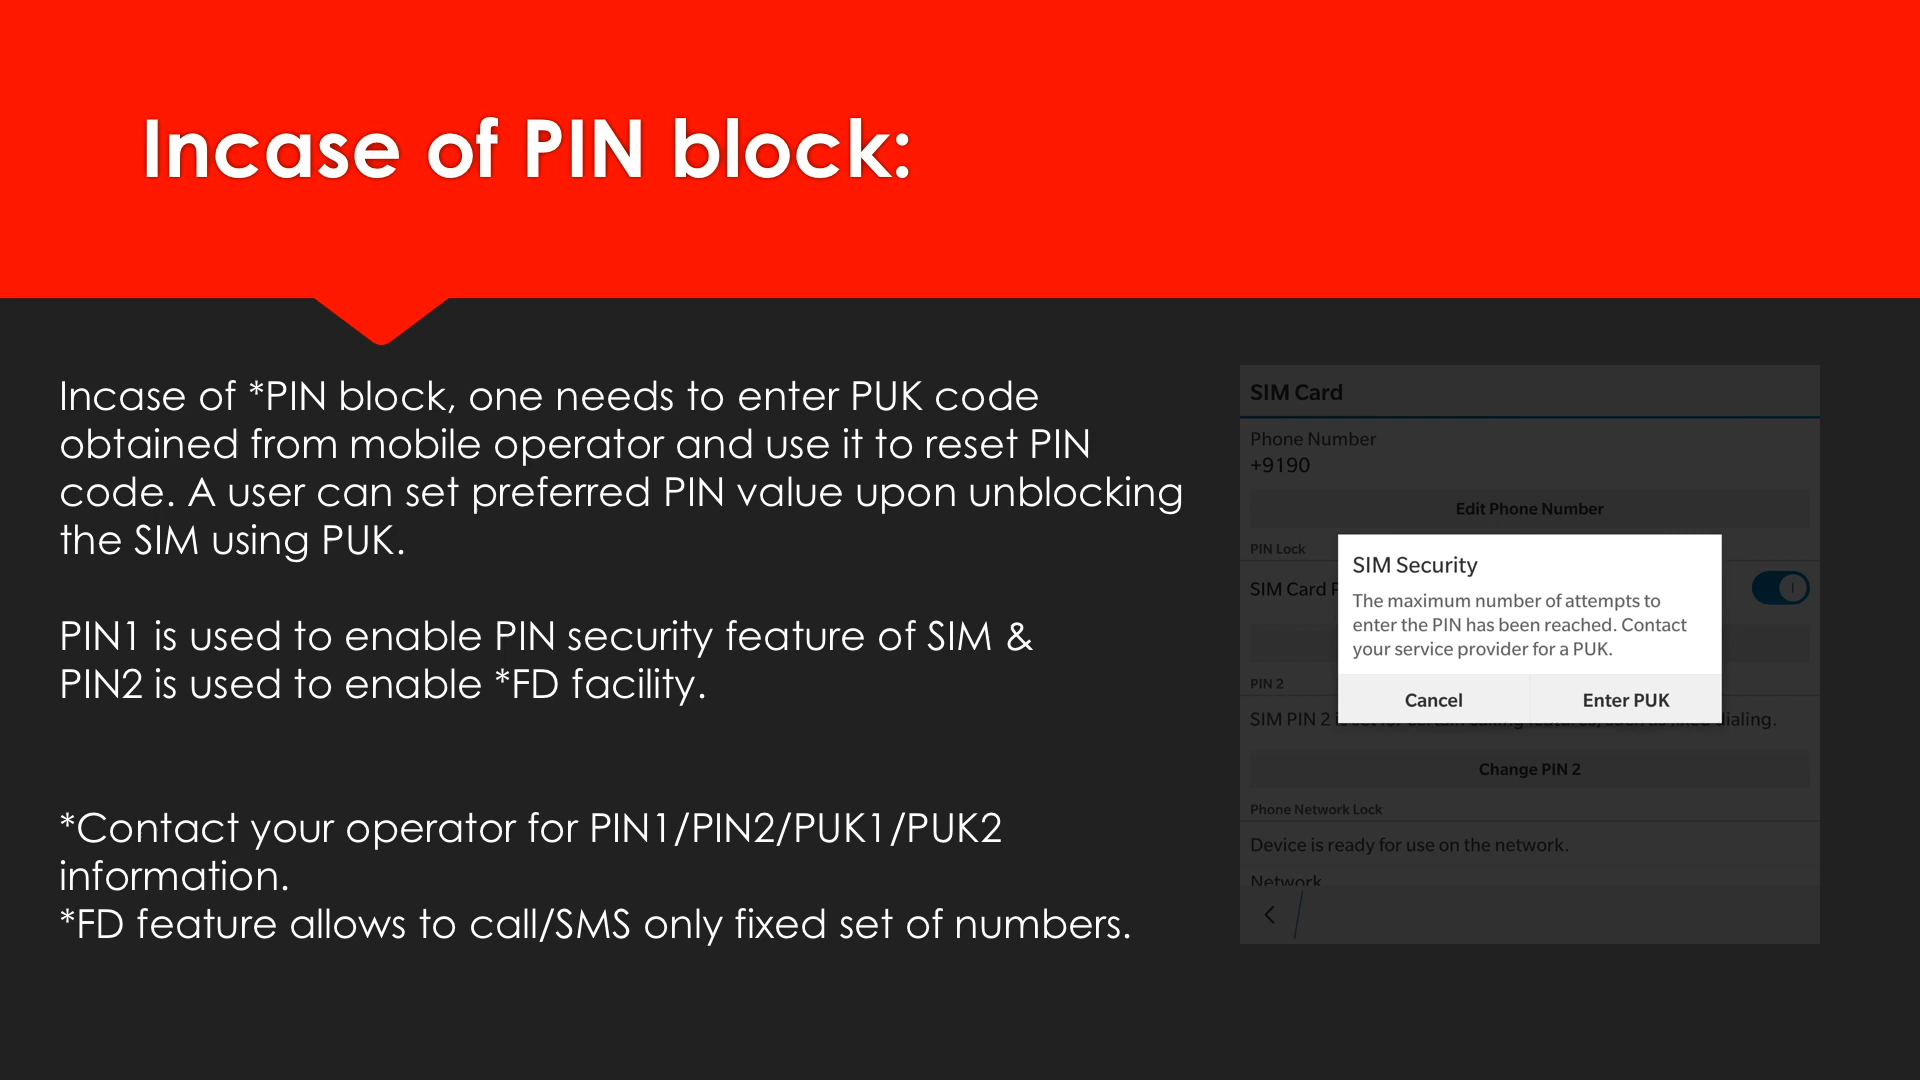 Incase of PIN block:
Incase of *PIN block, one needs to enter PUK code
obtained from mobile operator and use it to reset PIN
code. A user can set preferred PIN value upon unblocking
the SIM using PUK.
PIN1 is used to enable PIN security feature of SIM &
PIN2 is used to enable *FD facility.
*Contact your operator for PIN1/PIN2/PUK1/PUK2
information.
*FD feature allows to call/SMS only fixed set of numbers.
SIM Card
Phone Number
+9190
Edit Phone Number
PIN Lock
SIM Card
SIM Security
The maximum number of attempts to
enter the PIN has been reached. Contact
your service provider for a PUK.
Cancel Enter PUK
PIN 2
SIM PIN 2
Change PIN 2
Phone Network Lock
Device is ready for use on the network.
Network